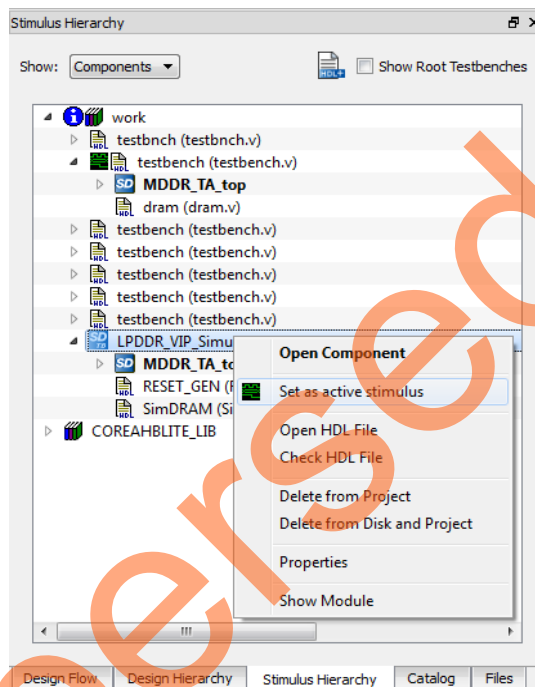 Stimulus Hierarchy
Show: Components Show Root Testbenches
work
testbnch (testbnch.v)
testbench (testbench.v)
MDDR_TA_top
dram (dram.v)
testbench (testbench.v)
testbench (testbench.v)
testbench (testbench.v)
testbench (testbench.v)
LPDDR_VIP_Simu
MDDR_TA_to
RESET_GEN (
SimDRAM (Si
COREAHBLITE_LIB
Open Component
Set as active stimulus
Open HDL File
Check HDL File
Delete from Project
Delete from Disk and Project
Properties
Show Module
Design Flow Design Hierarchy Stimulus Hierarchy Catalog Files